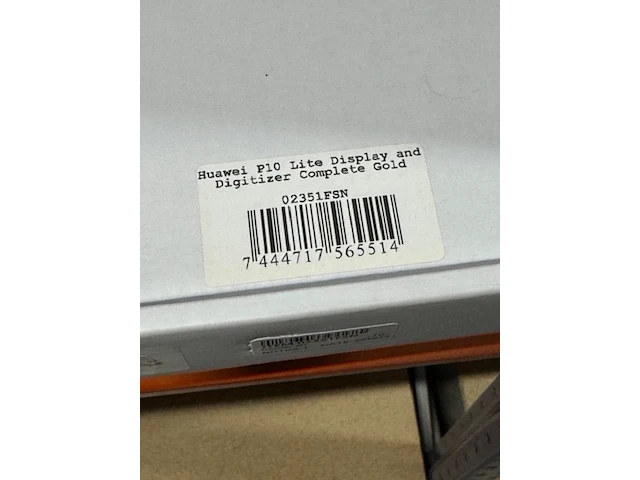 Huawei P10 Lite Display and
Digitizer Complete Gold
02351FSN
7 444717 565514